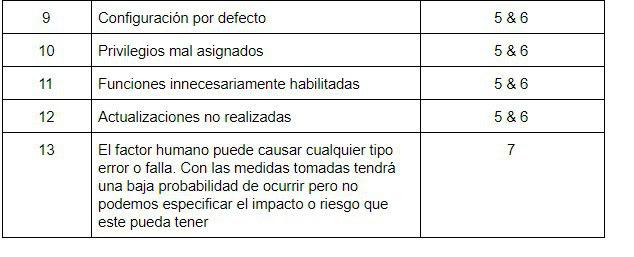 9 Configuración por defecto 5 & 6
10 Privilegios mal asignados 5 & 6
11 Funciones innecesariamente habilitadas 5 & 6
12 Actualizaciones no realizadas 5 & 6
13 El factor humano puede causar cualquier tipo 7
error o falla. Con las medidas tomadas tendrá
una baja probabilidad de ocurrir pero no
podemos especificar el impacto o riesgo que
este pueda tener